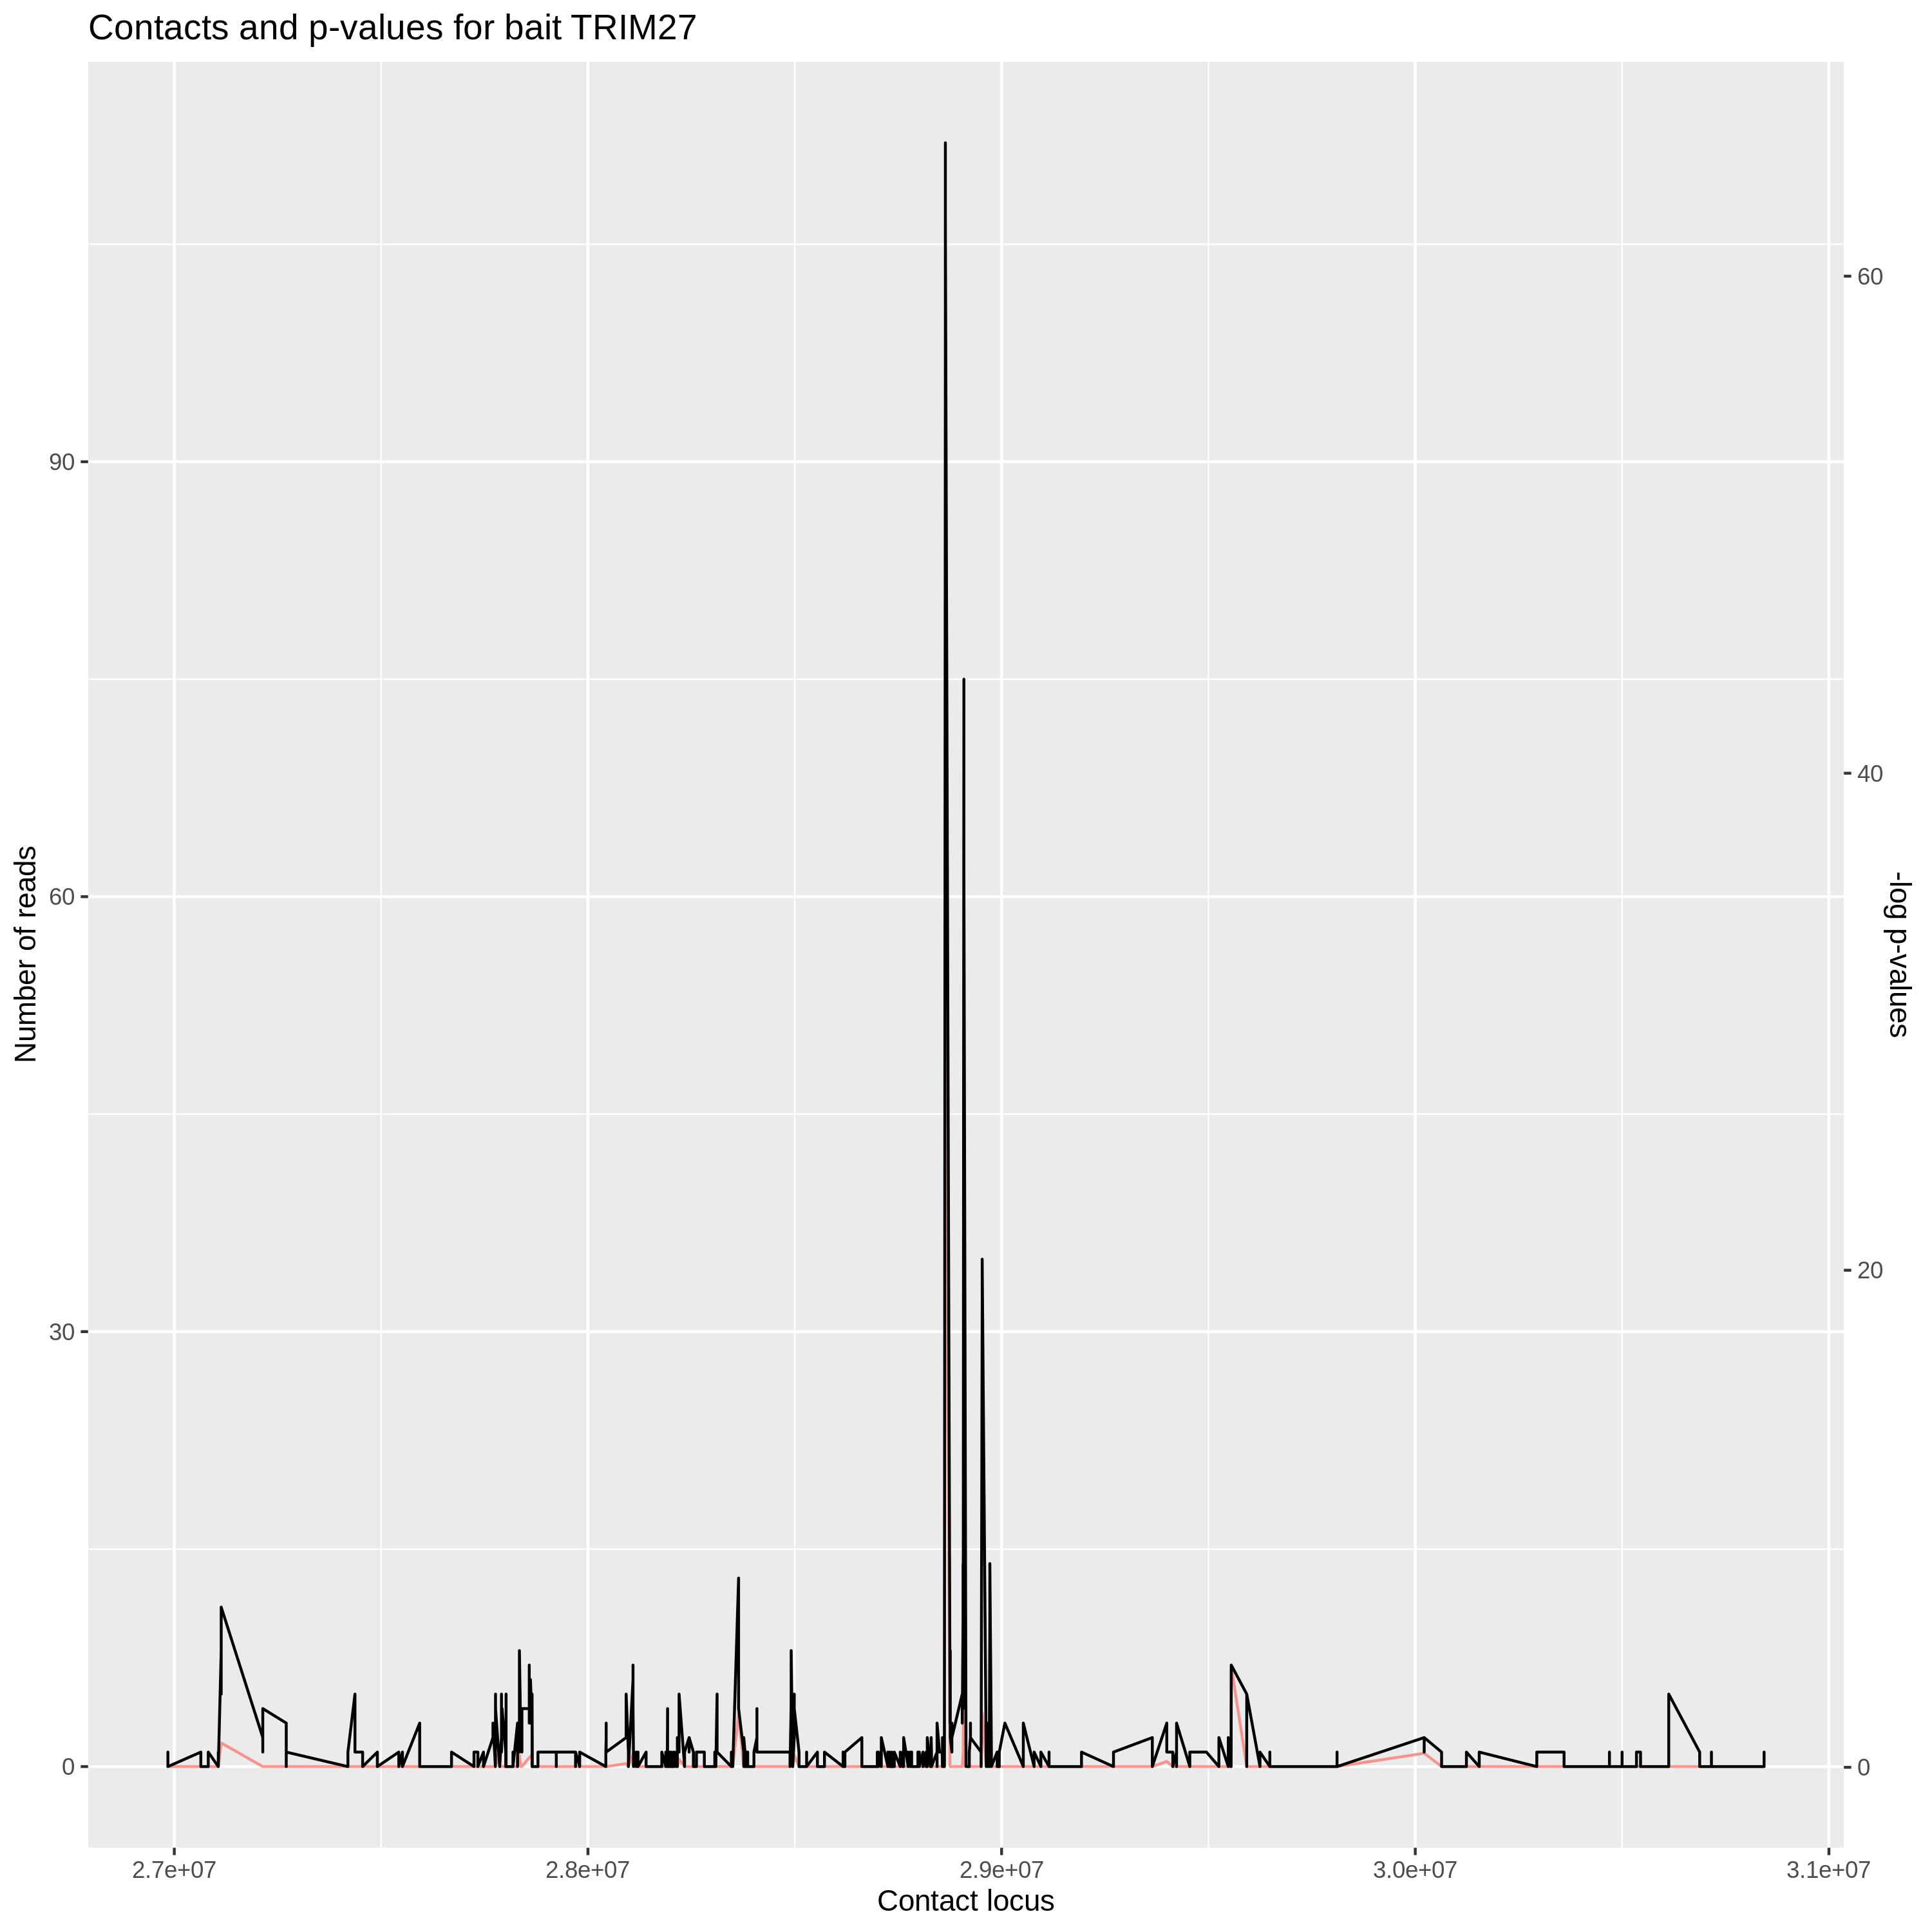 Contacts and p-values for bait TRIM27
Number of reads
90
60
30
0
60
40
20
0
-log p-values
2.7e+07 2.8e+07 2.9e+07 3.0e+07 3.1e+07
Contact locus